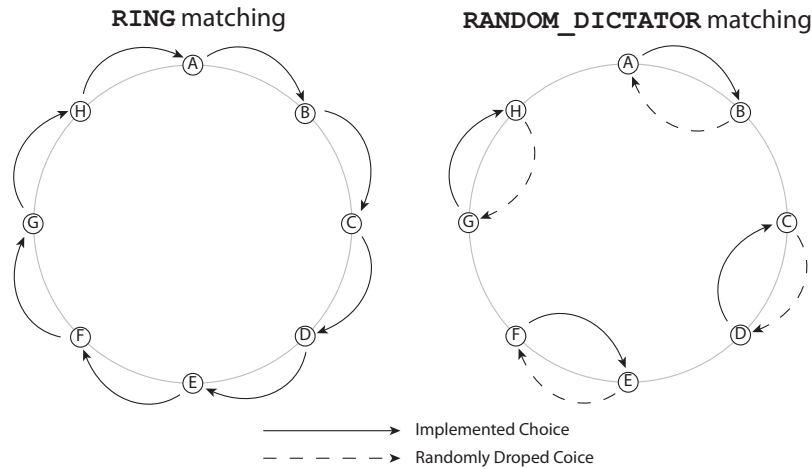 RING matching
RANDOM_DICTATOR matching
A
B
C
D
E
F
G
H
A
B
C
D
E
F
G
H
Implemented Choice
Randomly Droped Coice